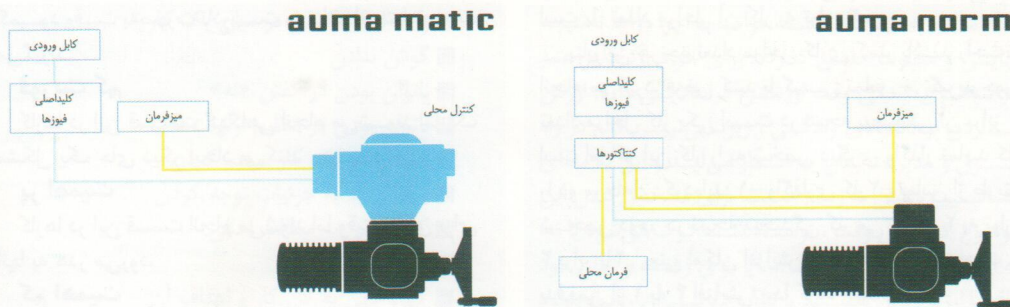 auma matic
کابل ورودی
کلیداصلی
فیوزها
میزفرمان
کنترل محلی
auma norm
کابل ورودی
کلیداصلی
فیوزها
میزفرمان
کنتاکتورها
فرمان محلی